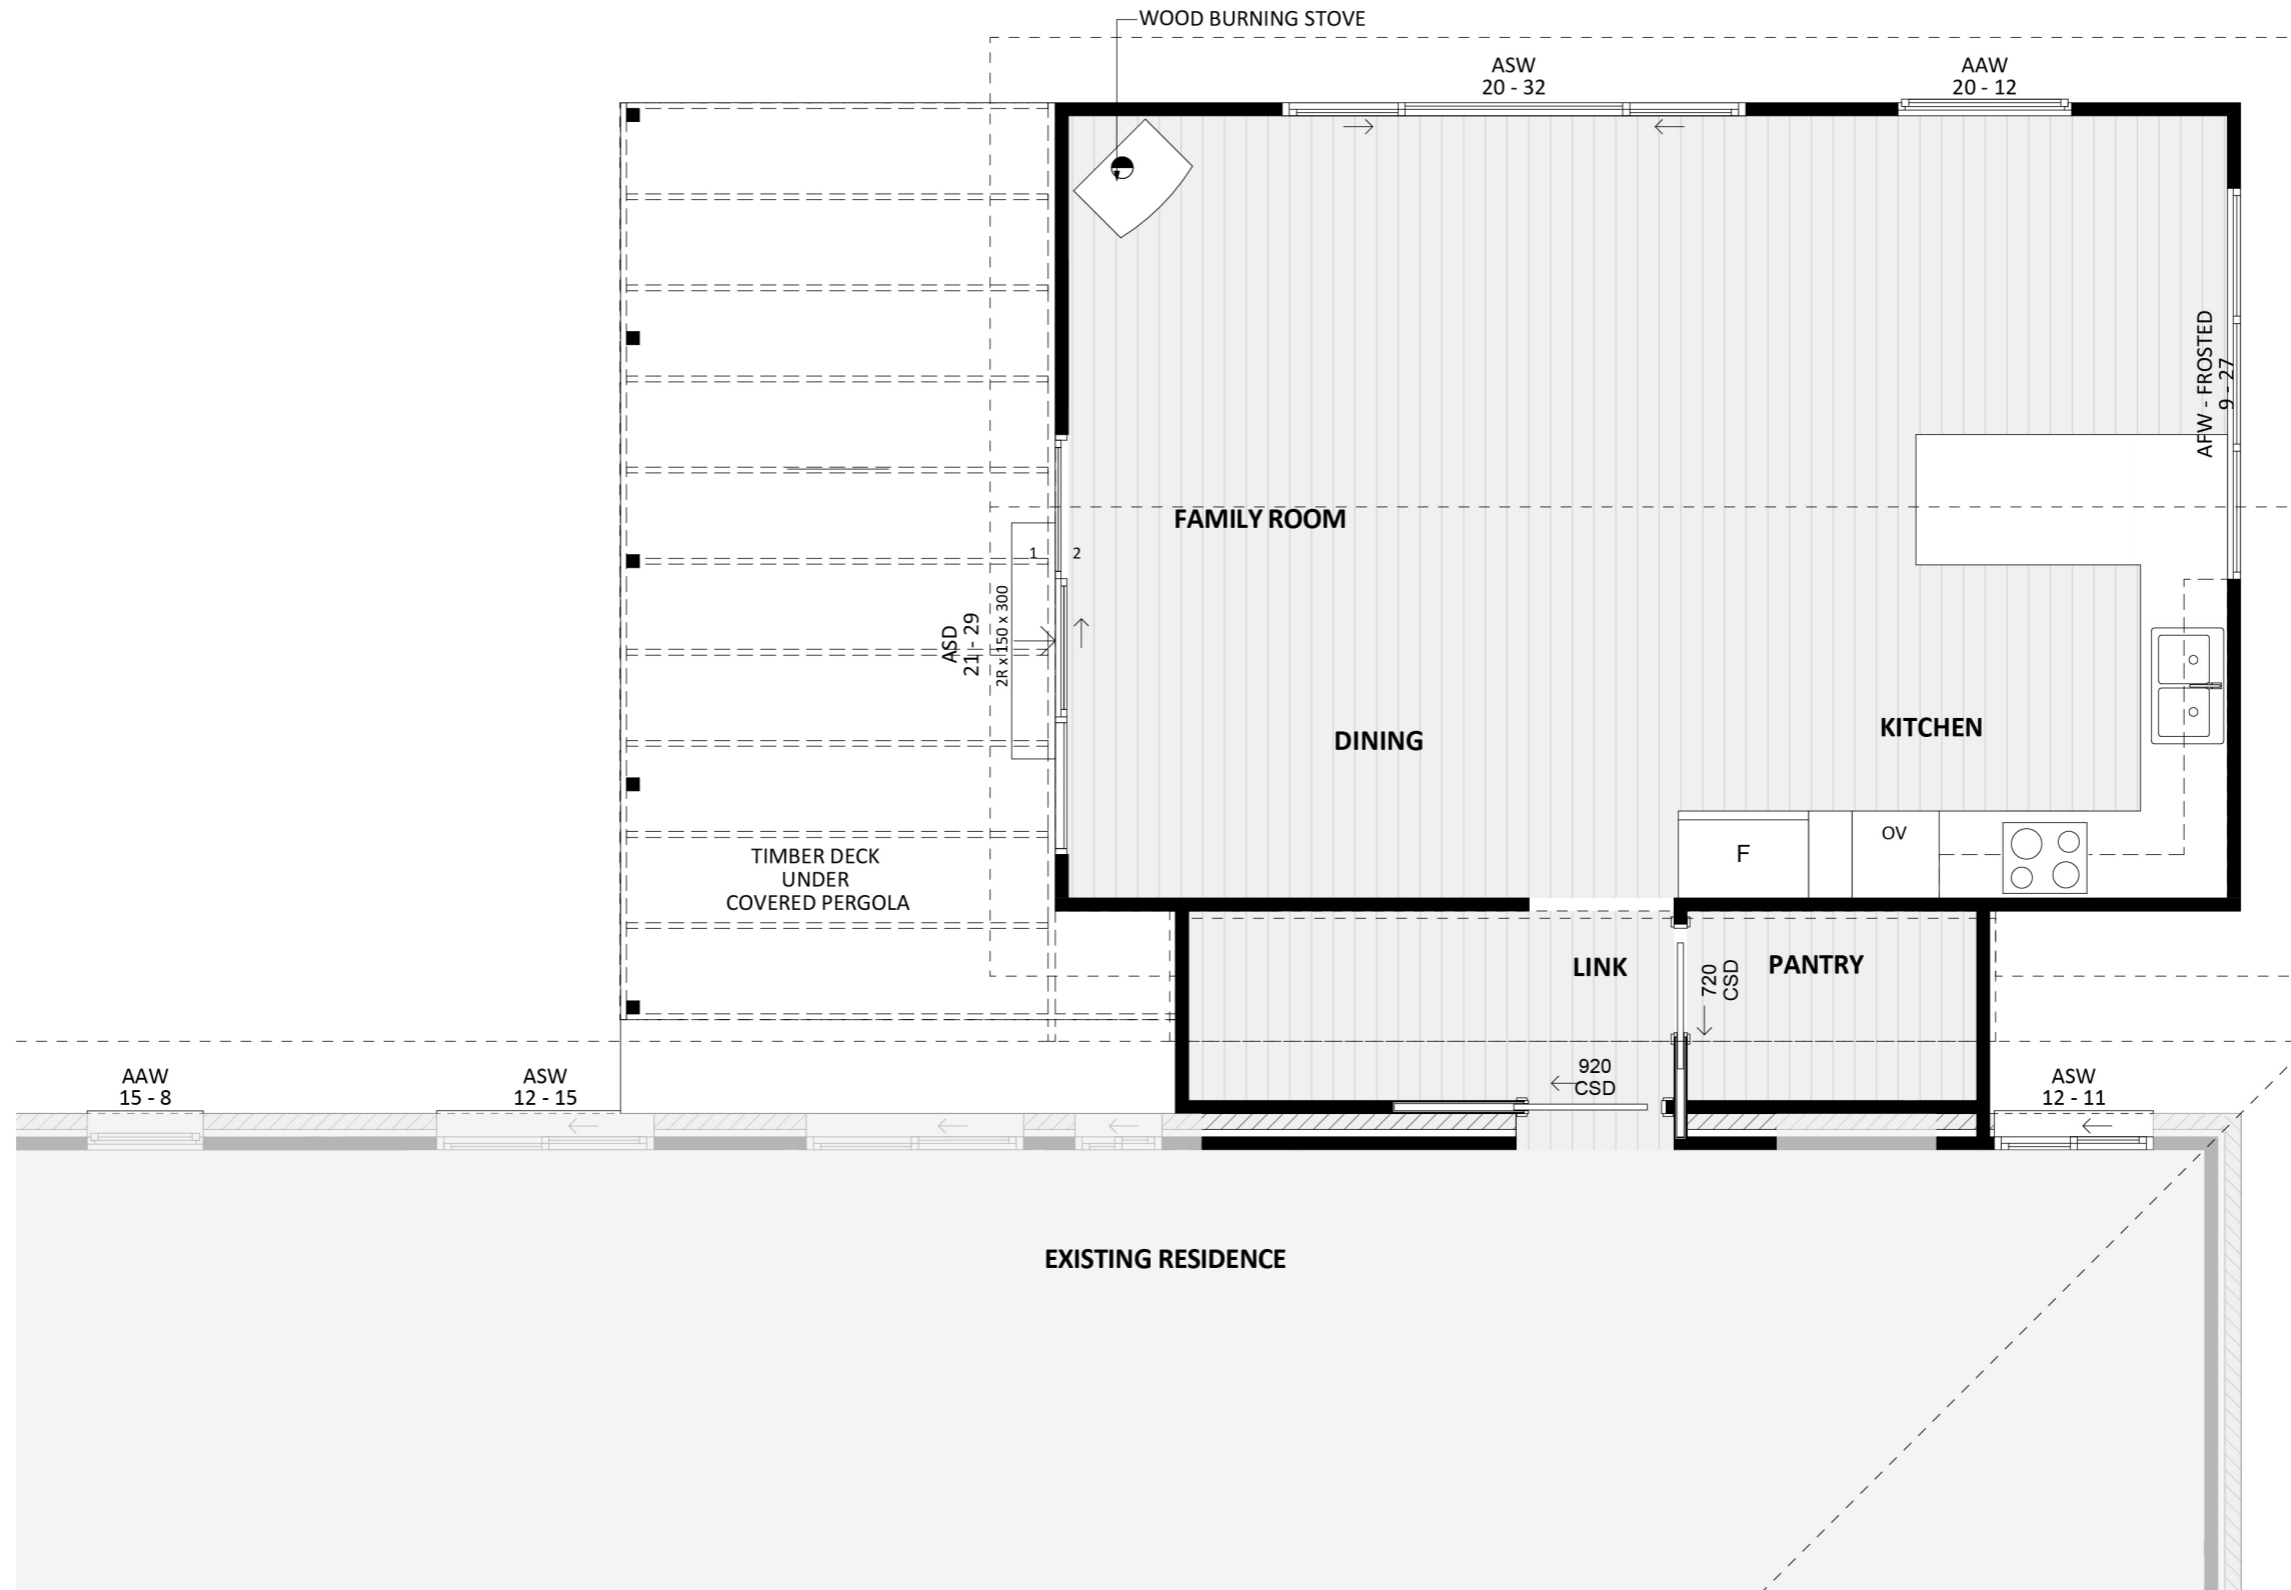 WOOD BURNING STOVE
ASW
20 - 32
AAW
20 - 12
AFW - FROSTED
9 - 27
FAMILY ROOM
1
2
ASD
21 - 29
2R x 150 x 300
DINING
KITCHEN
OV
F
TIMBER DECK
UNDER
COVERED PERGOLA
LINK
720
CSD
PANTRY
920
CSD
AAW
15 - 8
ASW
12 - 15
ASW
12 - 11
EXISTING RESIDENCE